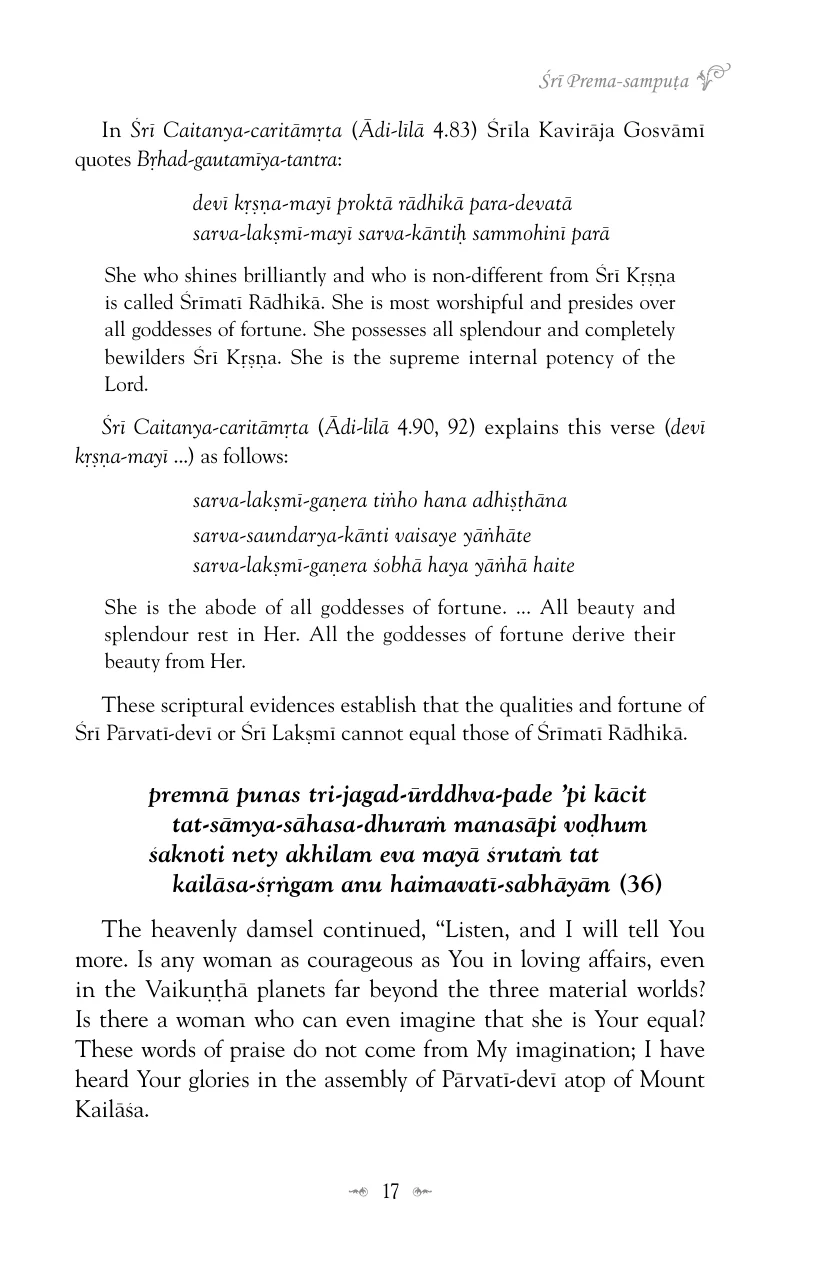 Śrī Prema-sampuṭa
In Śrī Caitanya-caritāmṛta (Ādi-līlā 4.83) Śrīla Kavirāja Gosvāmī
quotes Bṛhad-gautamīya-tantra:
devī kṛṣṇa-mayī proktā rādhikā para-devatā
sarva-lakṣmī-mayī sarva-kāntiḥ sammohinī parā
She who shines brilliantly and who is non-different from Śrī Kṛṣṇa
is called Śrīmatī Rādhikā. She is most worshipful and presides over
all goddesses of fortune. She possesses all splendour and completely
bewilders Śrī Kṛṣṇa. She is the supreme internal potency of the
Lord.
Śrī Caitanya-caritāmṛta (Ādi-līlā 4.90, 92) explains this verse (devī
kṛṣṇa-mayī ...) as follows:
sarva-lakṣmī-gaṇera tiṅho hana adhiṣṭhāna
sarva-saundarya-kānti vaisaye yāṅhāte
sarva-lakṣmī-gaṇera śobhā haya yāṅhā haite
She is the abode of all goddesses of fortune. ... All beauty and
splendour rest in Her. All the goddesses of fortune derive their
beauty from Her.
These scriptural evidences establish that the qualities and fortune of
Śrī Pārvatī-devī or Śrī Lakṣmī cannot equal those of Śrīmatī Rādhikā.
premnā punas tri-jagad-ūrddhva-pade ’pi kācit
tat-sāmya-sāhasa-dhuraṁ manasāpi voḍhum
śaknoti nety akhilam eva mayā śrutaṁ tat
kailāsa-śṛṅgam anu haimavatī-sabhāyām (36)
The heavenly damsel continued, “Listen, and I will tell You
more. Is any woman as courageous as You in loving affairs, even
in the Vaikuṇṭhā planets far beyond the three material worlds?
Is there a woman who can even imagine that she is Your equal?
These words of praise do not come from My imagination; I have
heard Your glories in the assembly of Pārvatī-devī atop of Mount
Kailāśa.
17